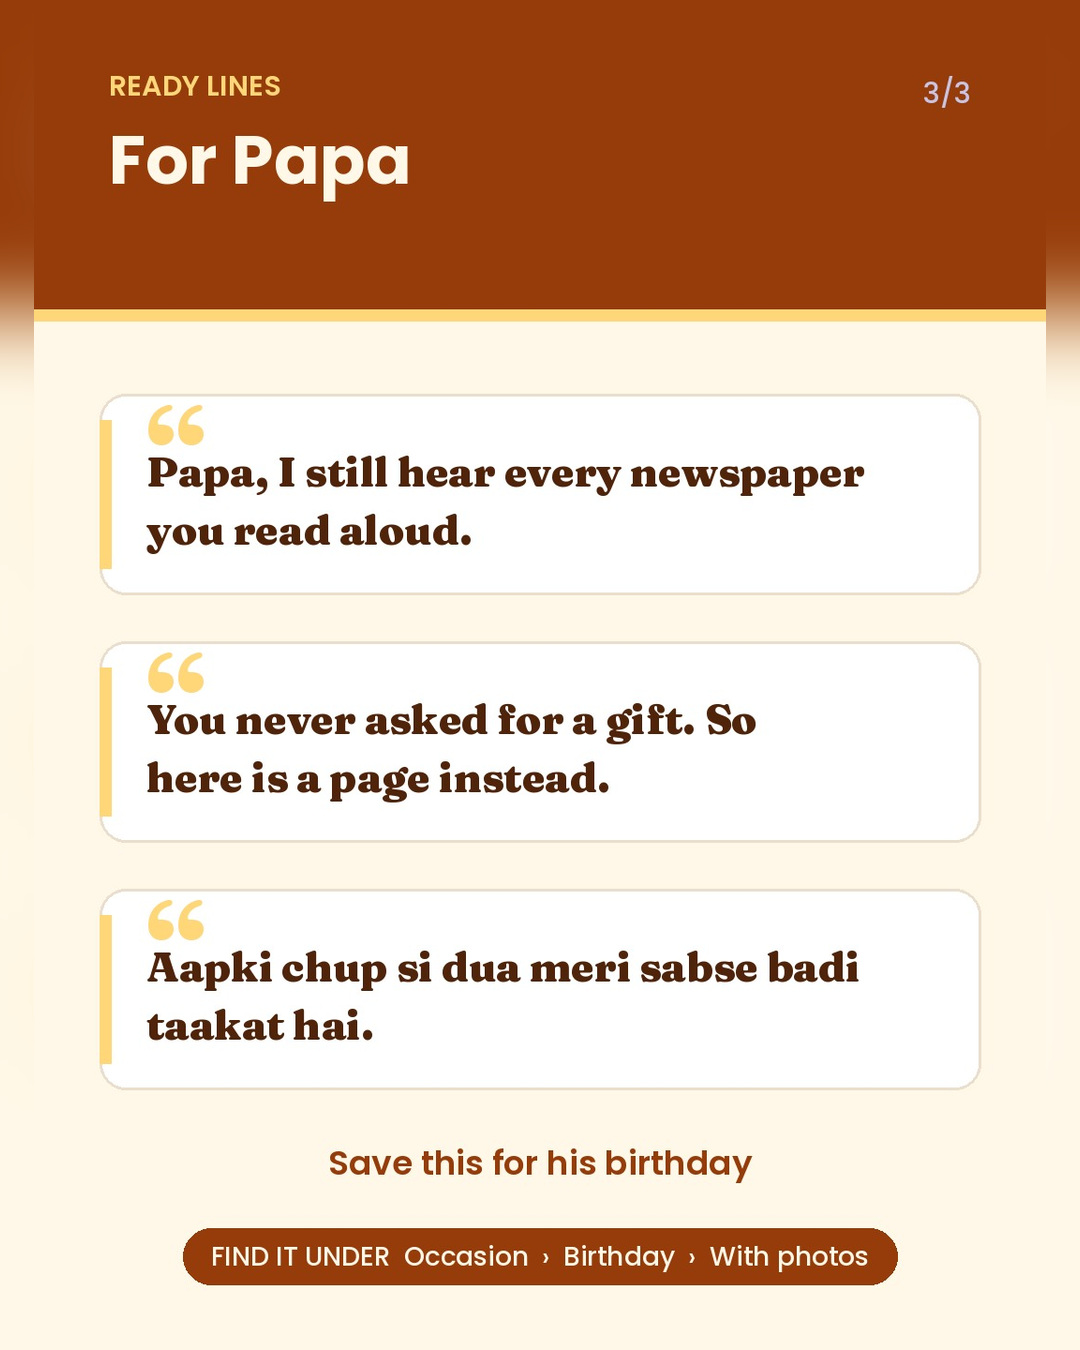 READY LINES
3/3
For Papa
“
Papa, I still hear every newspaper
you read aloud.
“
You never asked for a gift. So
here is a page instead.
“
Aapki chup si dua meri sabse badi
taakat hai.
Save this for his birthday
FIND IT UNDER Occasion › Birthday › With photos